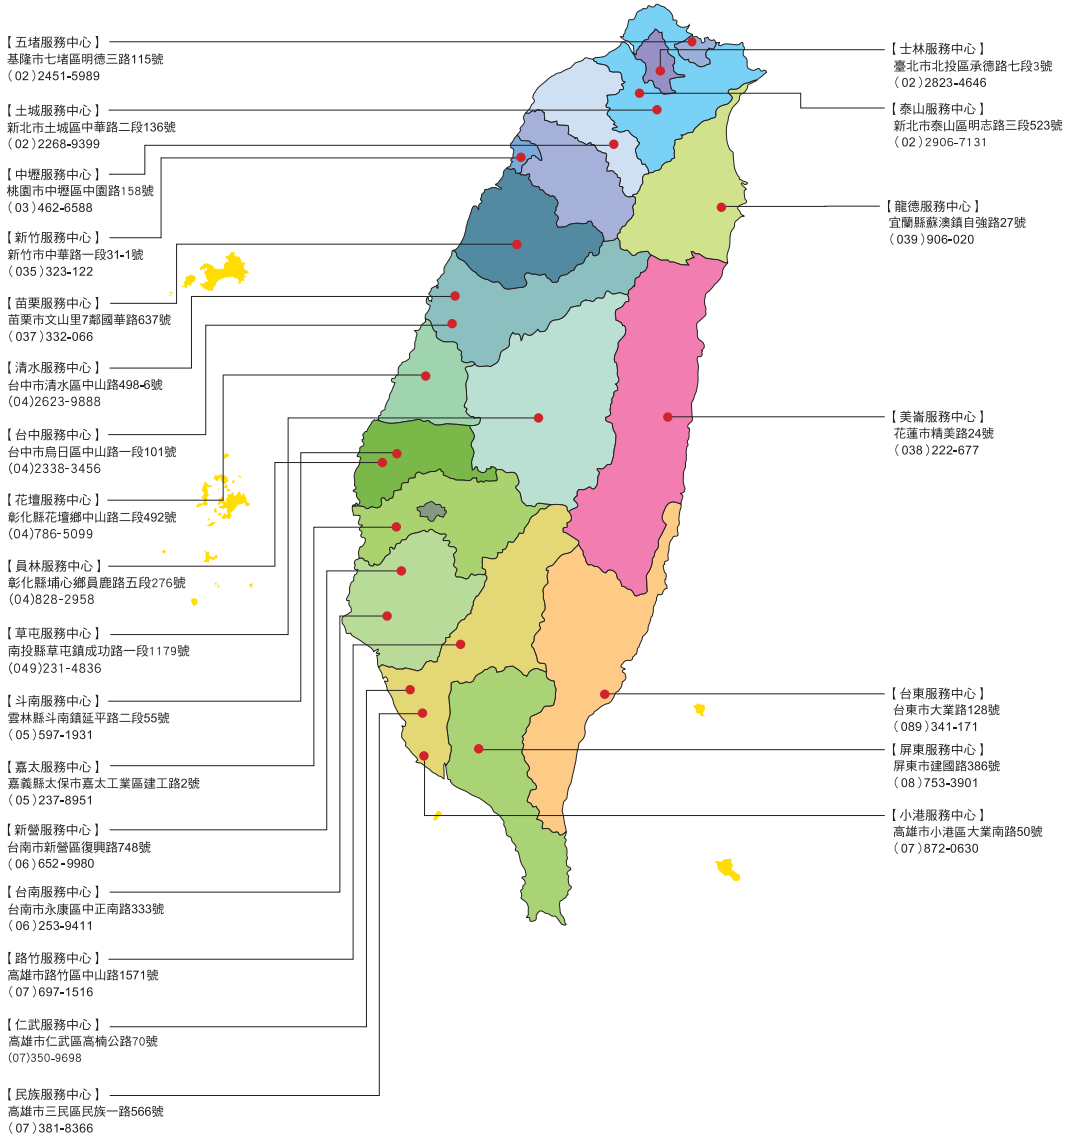 【五堵服務中心】
基隆市七堵區明德三路115號
(02)2451-5989
【土城服務中心】
新北市土城區中華路二段136號
(02)2268-9399
【中壢服務中心】
桃園市中壢區中園路158號
(03)462-6588
【新竹服務中心】
新竹市中華路一段31-1號
(035)323-122
【苗栗服務中心】
苗栗市文山里7鄰國華路637號
(037)332-066
【清水服務中心】
台中市清水區中山路498-6號
(04)2623-9888
【台中服務中心】
台中市烏日區中山路一段101號
(04)2338-3456
【花壇服務中心】
彰化縣花壇鄉中山路二段492號
(04)786-5099
【員林服務中心】
彰化縣埔心鄉員鹿路五段276號
(04)828-2958
【草屯服務中心】
南投縣草屯鎮成功路一段1179號
(049)231-4836
【斗南服務中心】
雲林縣斗南鎮延平路二段55號
(05)597-1931
【嘉太服務中心】
嘉義縣太保市嘉太工業區建工路2號
(05)237-8951
【新營服務中心】
台南市新營區復興路748號
(06)652-9980
【台南服務中心】
台南市永康區中正南路333號
(06)253-9411
【路竹服務中心】
高雄市路竹區中山路1571號
(07)697-1516
【仁武服務中心】
高雄市仁武區高楠公路70號
(07)350-9698
【民族服務中心】
高雄市三民區民族一路566號
(07)381-8366
【士林服務中心】
臺北市北投區承德路七段3號
(02)2823-4646
【泰山服務中心】
新北市泰山區明志路三段523號
(02)2906-7131
【龍德服務中心】
宜蘭縣蘇澳鎮自強路27號
(039)906-020
【美崙服務中心】
花蓮市精美路24號
(038)222-677
【台東服務中心】
台東市大業路128號
(089)341-171
【屏東服務中心】
屏東市建國路386號
(08)753-3901
【小港服務中心】
高雄市小港區大業南路50號
(07)872-0630